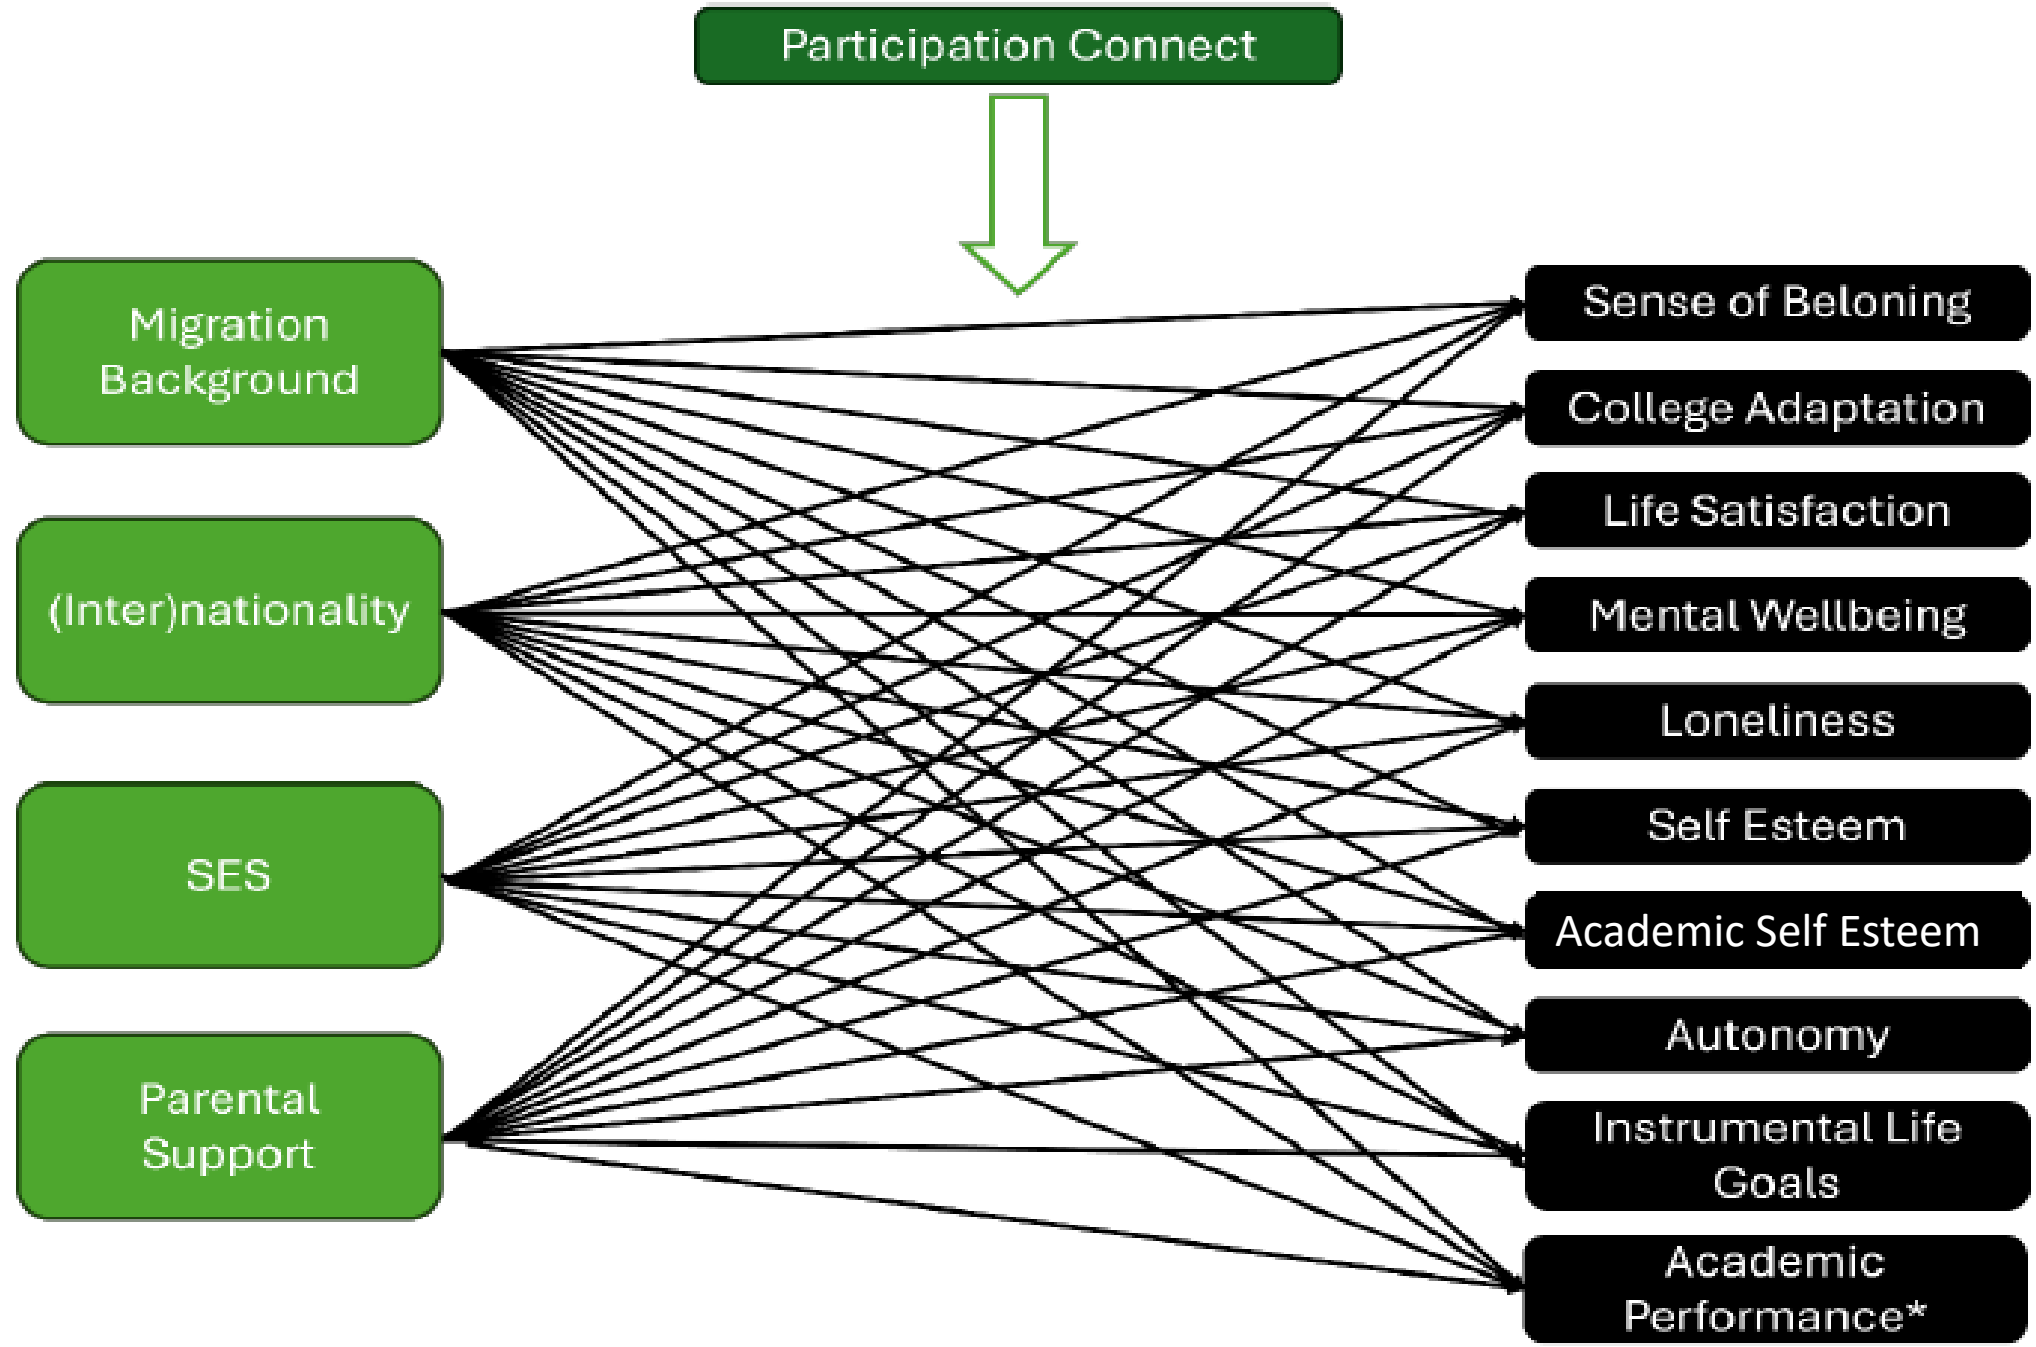 Participation Connect
Migration
Background
(Inter)nationality
SES
Parental
Support
Sense of Beloning
College Adaptation
Life Satisfaction
Mental Wellbeing
Loneliness
Self Esteem
Academic Self Esteem
Autonomy
Instrumental Life
Goals
Academic
Performance*